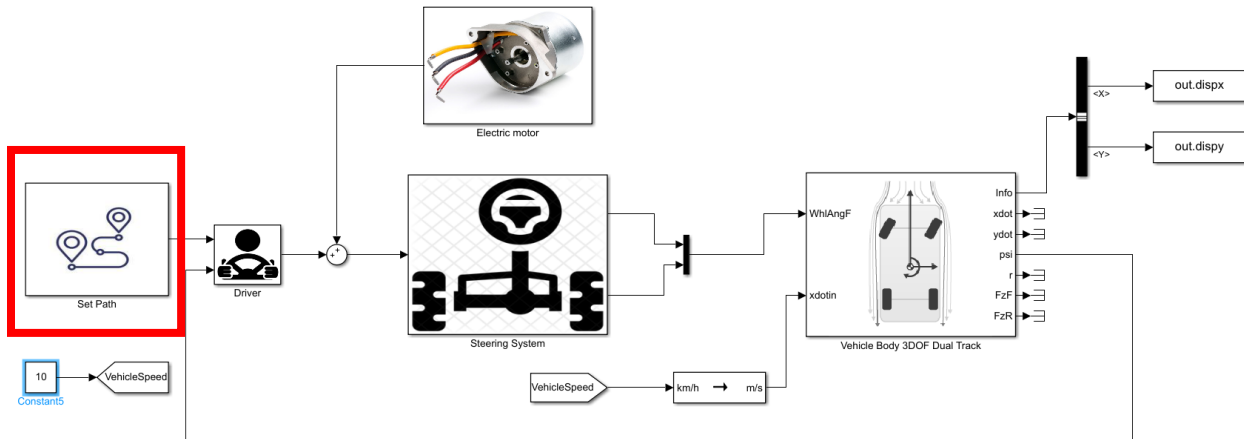 Electric motor
<X>
out.dispx
<Y>
out.dispy
Set Path
Driver
+
+
Steering System
WhlAngF
xdotin
Info
xdot
ydot
psi
r
FzF
FzR
Vehicle Body 3DOF Dual Track
10
VehicleSpeed
Constant5
VehicleSpeed
km/h
m/s